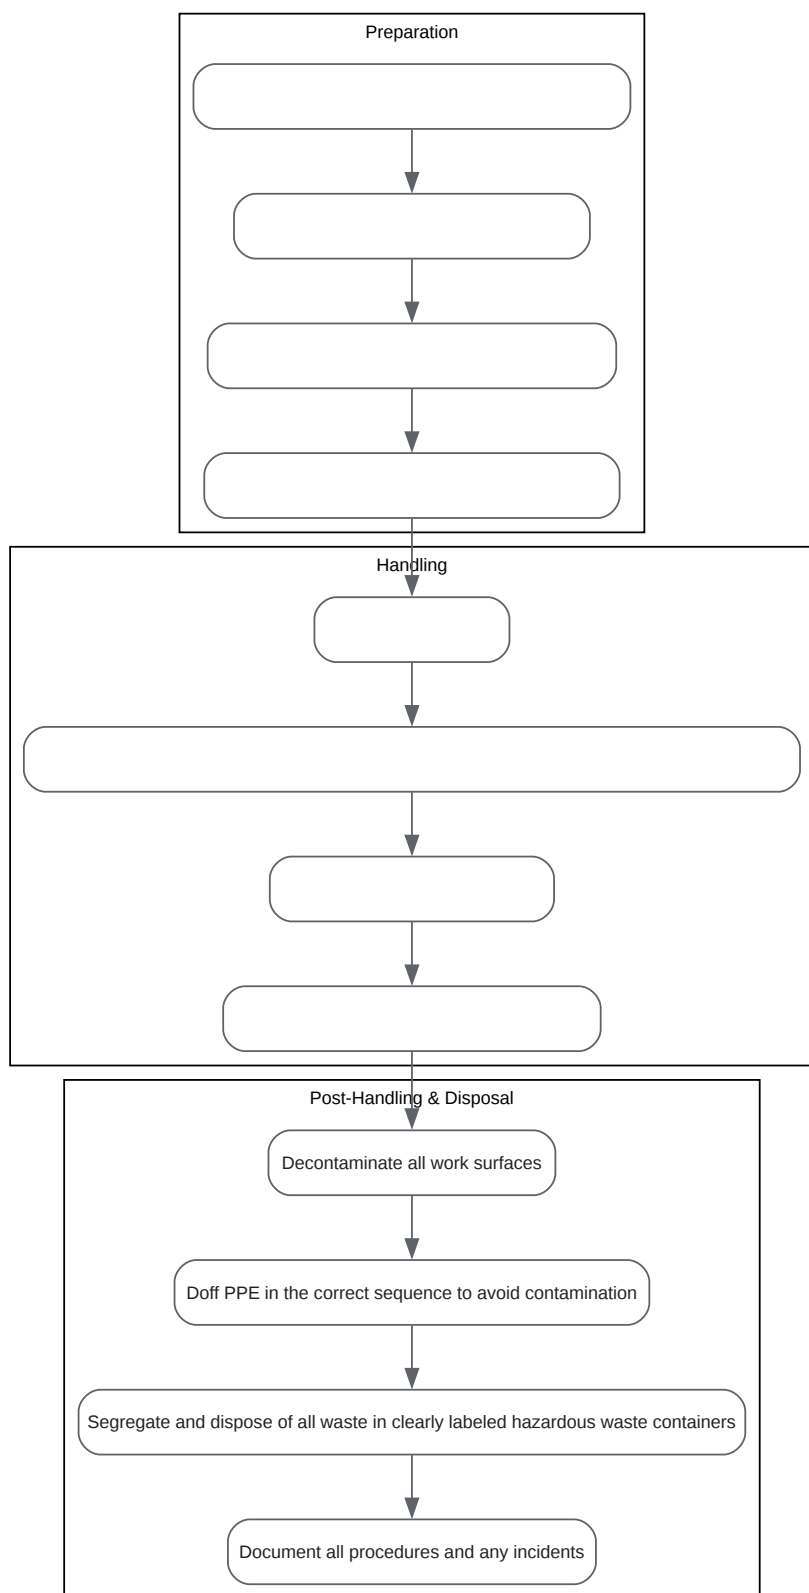 Preparation
Handling
Post-Handling & Disposal
Decontaminate all work surfaces
Doff PPE in the correct sequence to avoid contamination
Segregate and dispose of all waste in clearly labeled hazardous waste containers
Document all procedures and any incidents